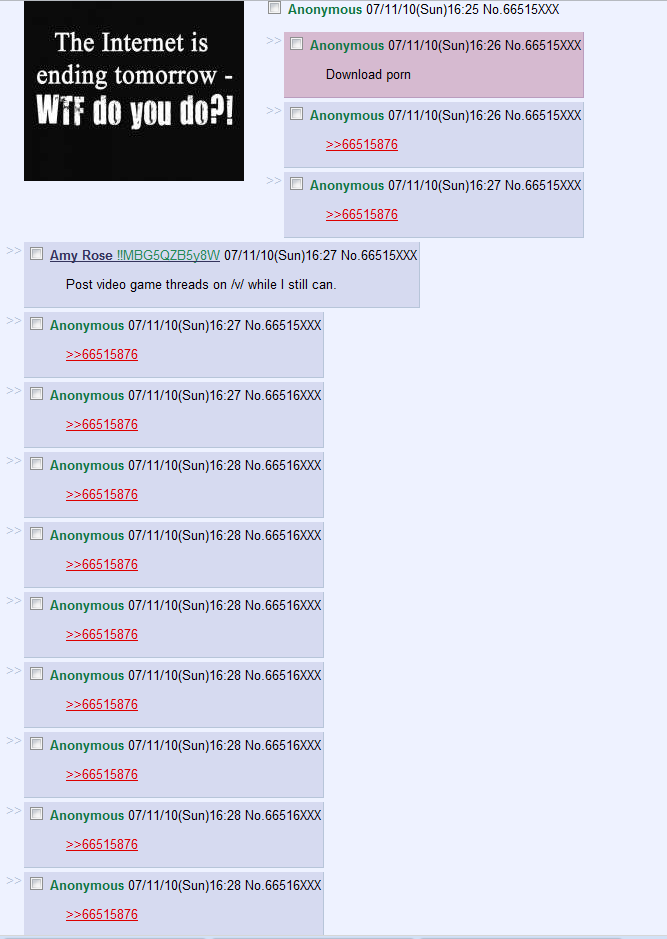 The Internet is
ending tomorrow -
WTF do you do?!
Anonymous 07/11/10(Sun)16:25 No.66515XXX
>> Anonymous 07/11/10(Sun)16:26 No.66515XXX
Download porn
>> Anonymous 07/11/10(Sun)16:26 No.66515XXX
>>66515876
>> Anonymous 07/11/10(Sun)16:27 No.66515XXX
>>66515876
>> Amy Rose !!MBG5QZB5y8W 07/11/10(Sun)16:27 No.66515XXX
Post video game threads on /v/ while I still can.
>> Anonymous 07/11/10(Sun)16:27 No.66515XXX
>>66515876
>> Anonymous 07/11/10(Sun)16:27 No.66516XXX
>>66515876
>> Anonymous 07/11/10(Sun)16:28 No.66516XXX
>>66515876
>> Anonymous 07/11/10(Sun)16:28 No.66516XXX
>>66515876
>> Anonymous 07/11/10(Sun)16:28 No.66516XXX
>>66515876
>> Anonymous 07/11/10(Sun)16:28 No.66516XXX
>>66515876
>> Anonymous 07/11/10(Sun)16:28 No.66516XXX
>>66515876
>> Anonymous 07/11/10(Sun)16:28 No.66516XXX
>>66515876
>> Anonymous 07/11/10(Sun)16:28 No.66516XXX
>>66515876